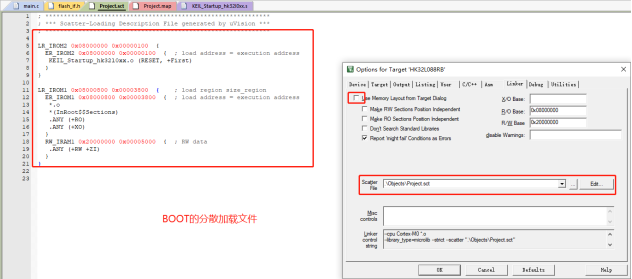 main.c
flash_if.h
Project.sct
Project.map
KEIL_Startup_hk32l0xx.s
1 ; *************************************************************
2 ; *** Scatter-Loading Description File generated by uVision ***
3 ; *************************************************************
4
5 LR_IROM2 0x08000000 0x00000100 {
6 ER_IROM2 0x08000000 0x00000100 { ; load address = execution address
7 KEIL_Startup_hk32l0xx.o (RESET, +First)
8 }
9 }
10
11 LR_IROM1 0x08000800 0x00003800 { ; load region size_region
12 ER_IROM1 0x08000800 0x00003800 { ; load address = execution address
13 *.o
14 *(InRoot$$Sections)
15 .ANY (+RO)
16 .ANY (+XO)
17 }
18 RW_IRAM1 0x20000000 0x00005000 { ; RW data
19 .ANY (+RW +ZI)
20 }
21 }
22
23
BOOT的分散加载文件
Options for Target 'HK32L088RB'
Device | Target | Output | Listing | User | C/C++ | Asm | Linker | Debug | Utilities |
Use Memory Layout from Target Dialog
X/O Base:
Make RW Sections Position Independent
R/O Base: 0x08000000
Make RO Sections Position Independent
R/W Base 0x20000000
Don't Search Standard Libraries
disable Warnings:
Report 'might fail' Conditions as Errors
Scatter File
.\Objects\Project.sct
...
Edit...
Misc controls
Linker control string
--cpu Cortex-M0 *.o
--library_type=microlib --strict --scatter ".\Objects\Project.sct"
OK
Cancel
Defaults
Help